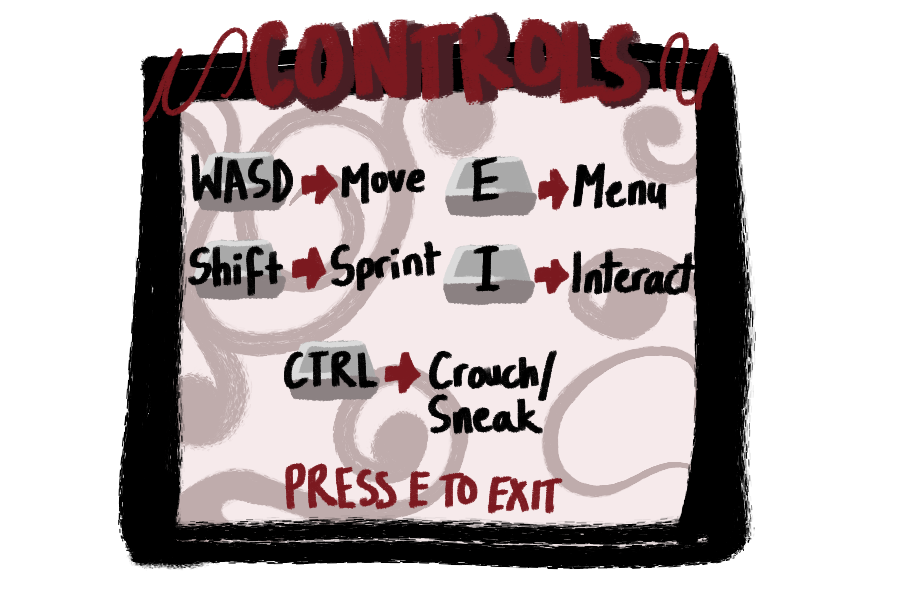 CONTROLS
WASD Move E Menu
Shift Sprint I Interact
CTRL Crouch/
Sneak
PRESS E TO EXIT